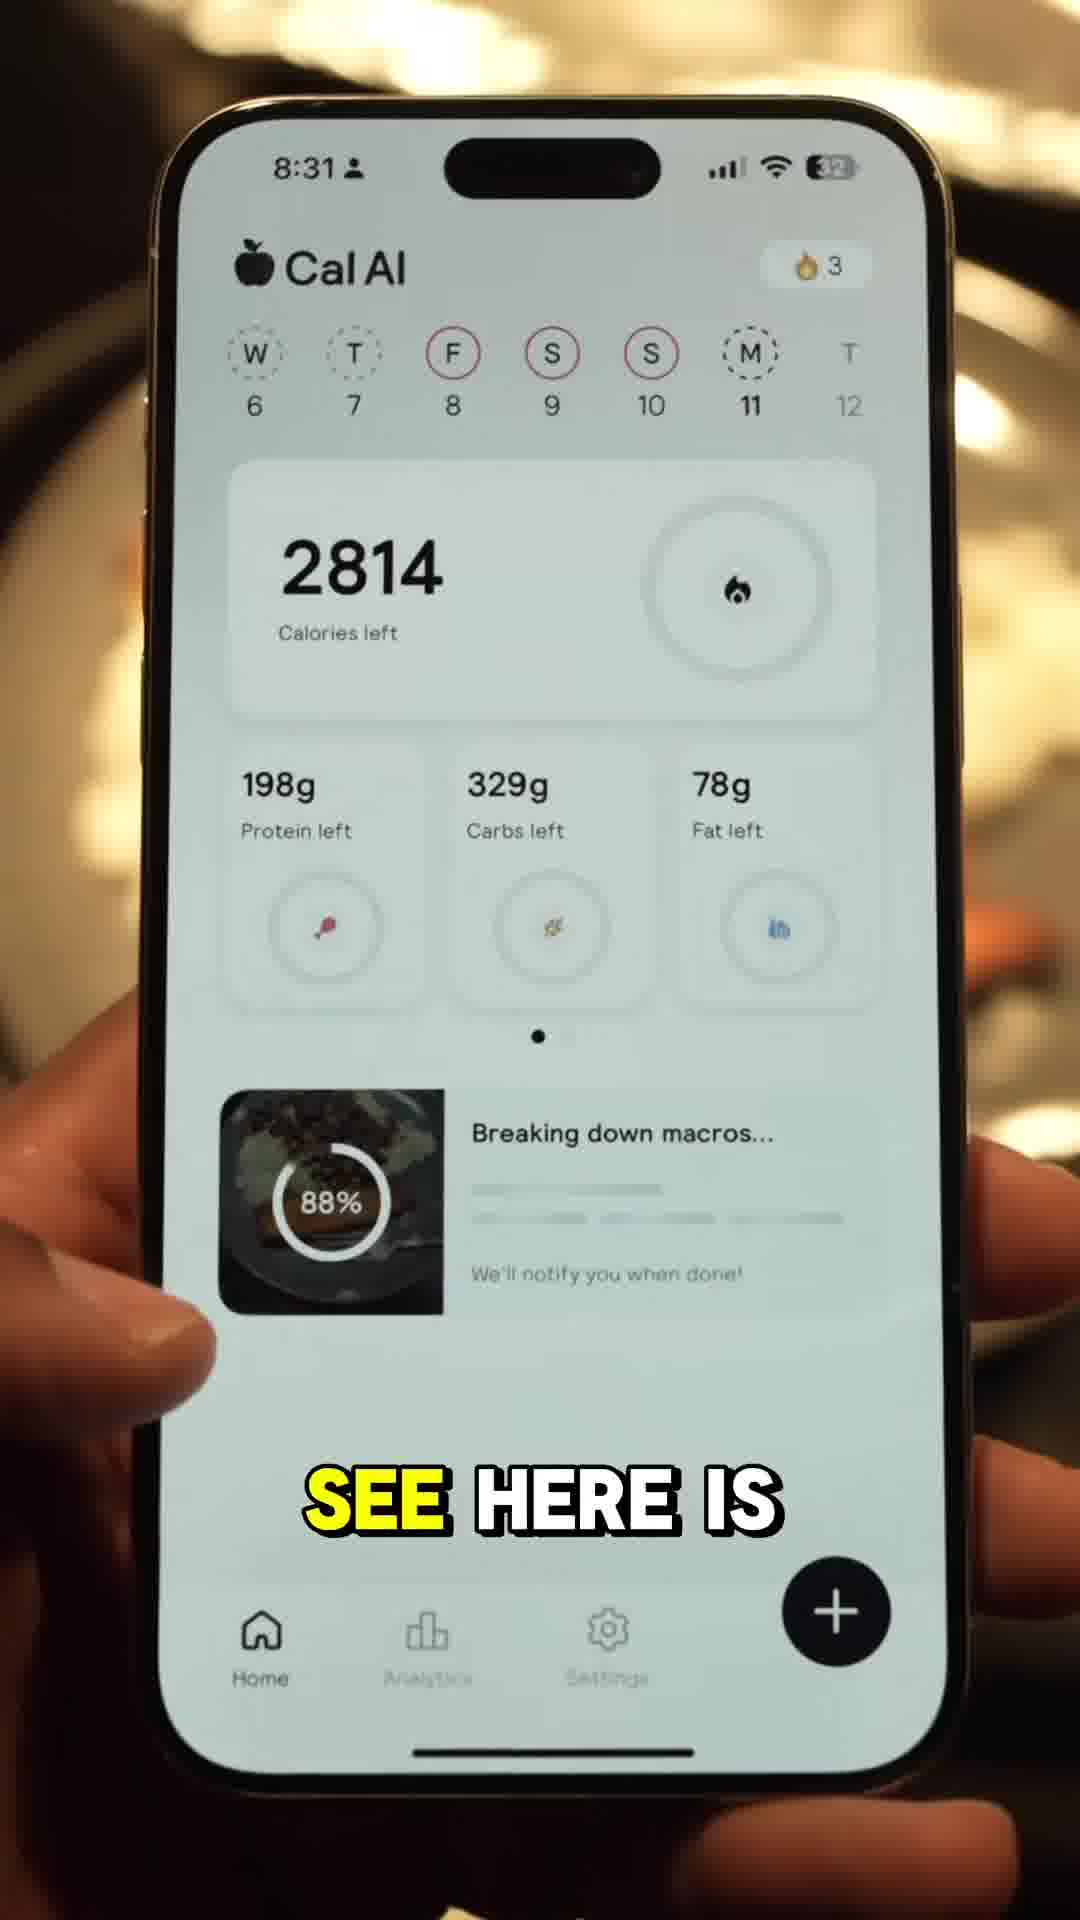 8:31
32
Cal AI
3
W T F S S M T
6 7 8 9 10 11 12
2814
Calories left
198g 329g 78g
Protein left Carbs left Fat left
Breaking down macros...
88%
We'll notify you when done!
SEE HERE IS
Home Analytics Settings